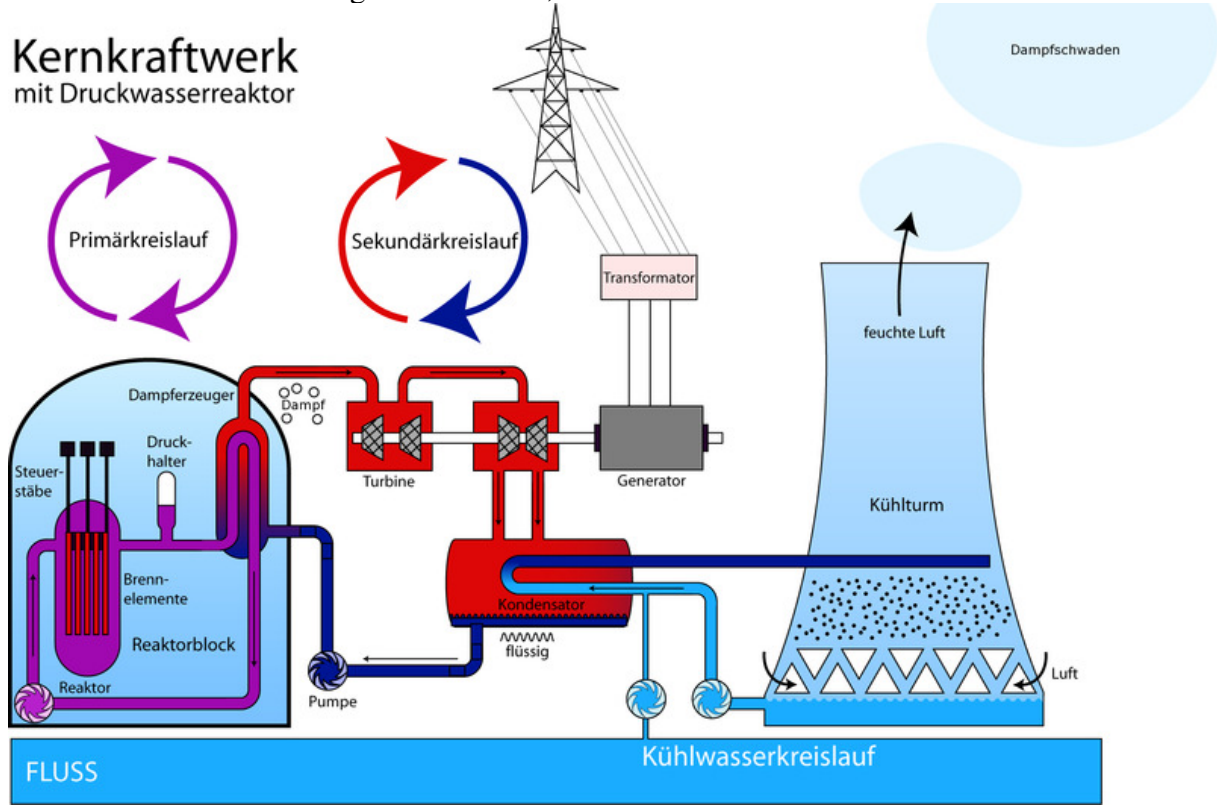 Kernkraftwerk
mit Druckwasserreaktor
Dampfschwaden
Primärkreislauf
Sekundärkreislauf
Transformator
feuchte Luft
Dampferzeuger
Dampf
Druck-
halter
Steuer-
stäbe
Turbine
Generator
Kühlturm
Brenn-
elemente
Kondensator
Reaktorblock
flüssig
Reaktor
Pumpe
Luft
Kühlwasserkreislauf
FLUSS